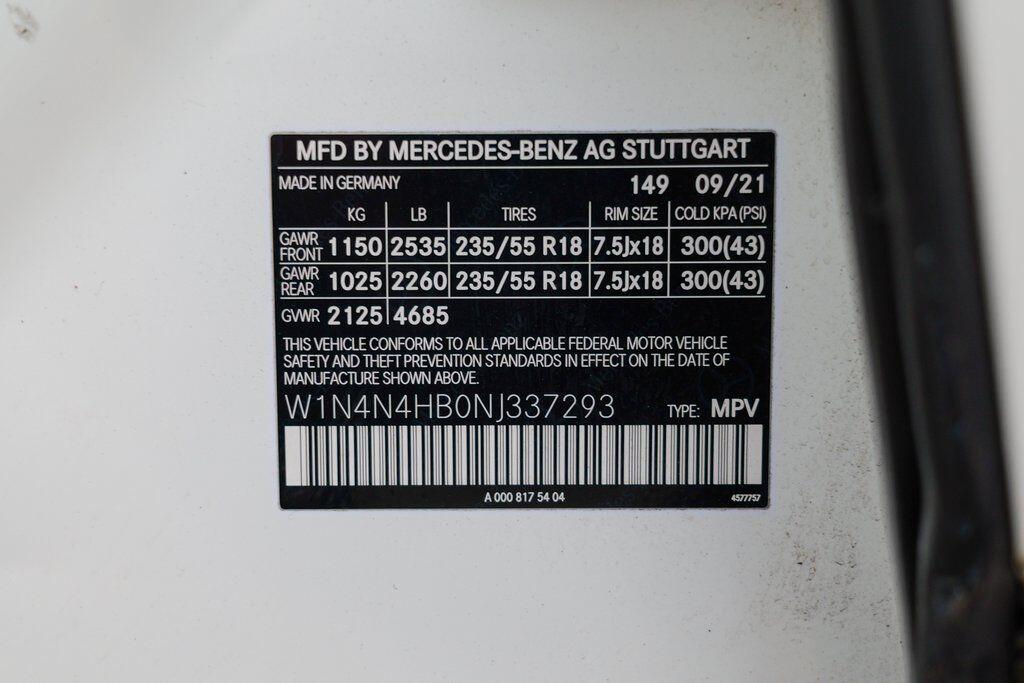 MFD BY MERCEDES-BENZ AG STUTTGART
MADE IN GERMANY 149 09/21
KG LB TIRES RIM SIZE COLD KPA (PSI)
GAWR FRONT 1150 2535 235/55 R18 7.5Jx18 300(43)
GAWR REAR 1025 2260 235/55 R18 7.5Jx18 300(43)
GVWR 2125 4685
THIS VEHICLE CONFORMS TO ALL APPLICABLE FEDERAL MOTOR VEHICLE
SAFETY AND THEFT PREVENTION STANDARDS IN EFFECT ON THE DATE OF
MANUFACTURE SHOWN ABOVE.
W1N4N4HB0NJ337293 TYPE: MPV
A 000 817 54 04 4577757